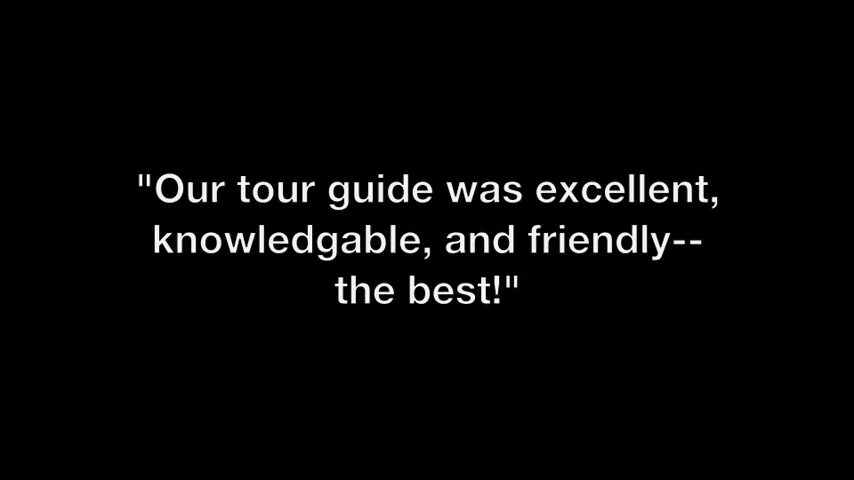 "Our tour guide was excellent,
knowledgable, and friendly--
the best!"